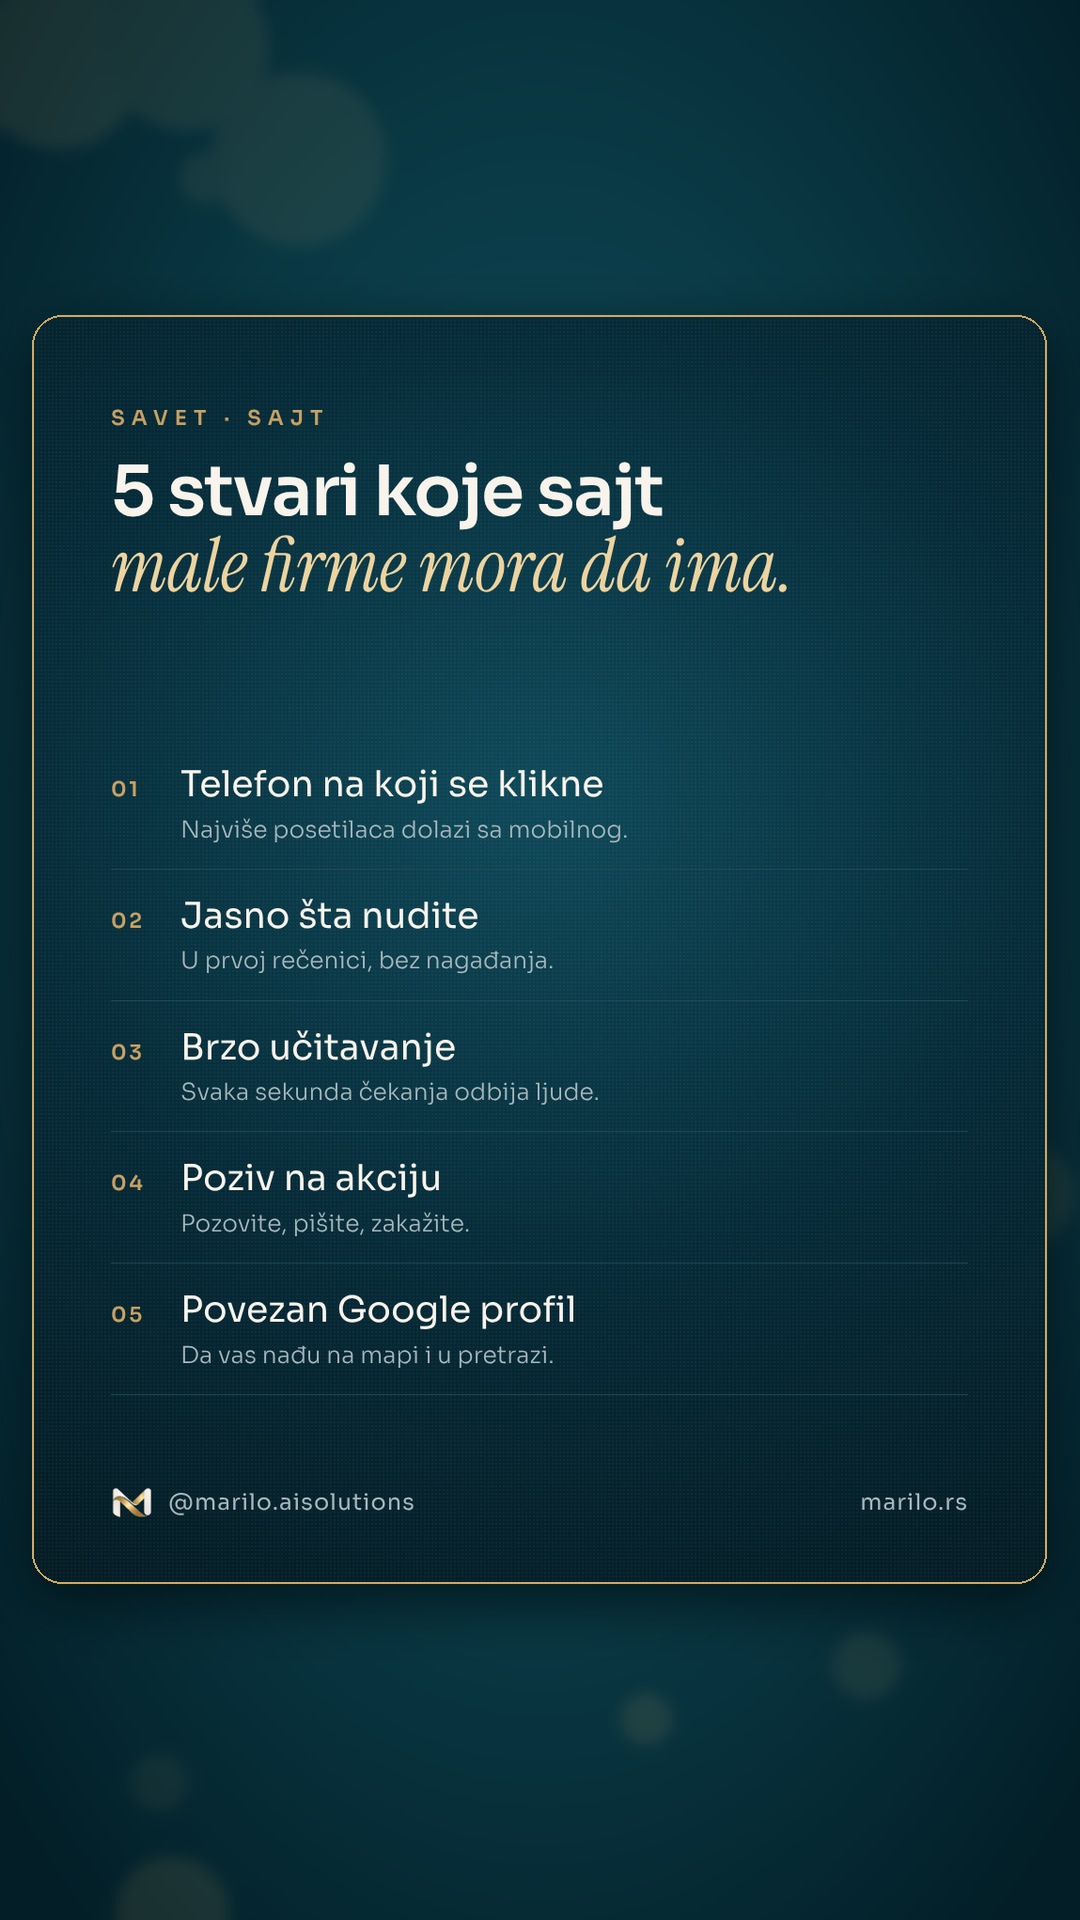 SAVET · SAJT
5 stvari koje sajt
male firme mora da ima.
01 Telefon na koji se klikne
Najviše posetilaca dolazi sa mobilnog.
02 Jasno šta nudite
U prvoj rečenici, bez nagađanja.
03 Brzo učitavanje
Svaka sekunda čekanja odbija ljude.
04 Poziv na akciju
Pozovite, pišite, zakažite.
05 Povezan Google profil
Da vas nađu na mapi i u pretrazi.
@marilo.aisolutions marilo.rs